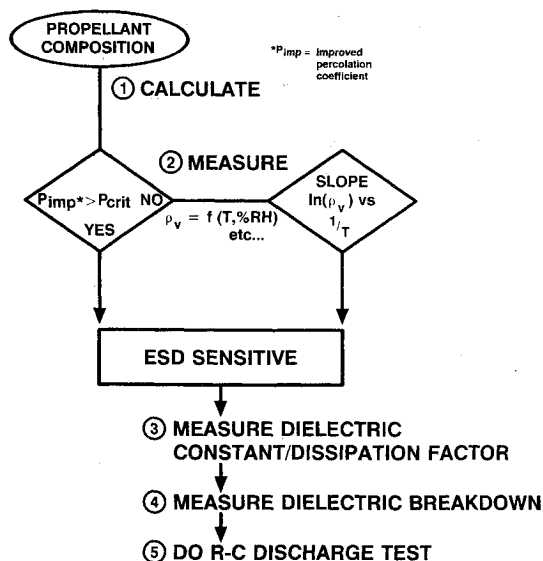 PROPELLANT
COMPOSITION
*Pimp = Improved
percolation
coefficient
① CALCULATE
② MEASURE
Pimp* > Pcrit NO
YES
ρv = f (T,%RH)
etc...
SLOPE
ln(ρv) vs
1/T
ESD SENSITIVE
③ MEASURE DIELECTRIC
CONSTANT/DISSIPATION FACTOR
④ MEASURE DIELECTRIC BREAKDOWN
⑤ DO R-C DISCHARGE TEST